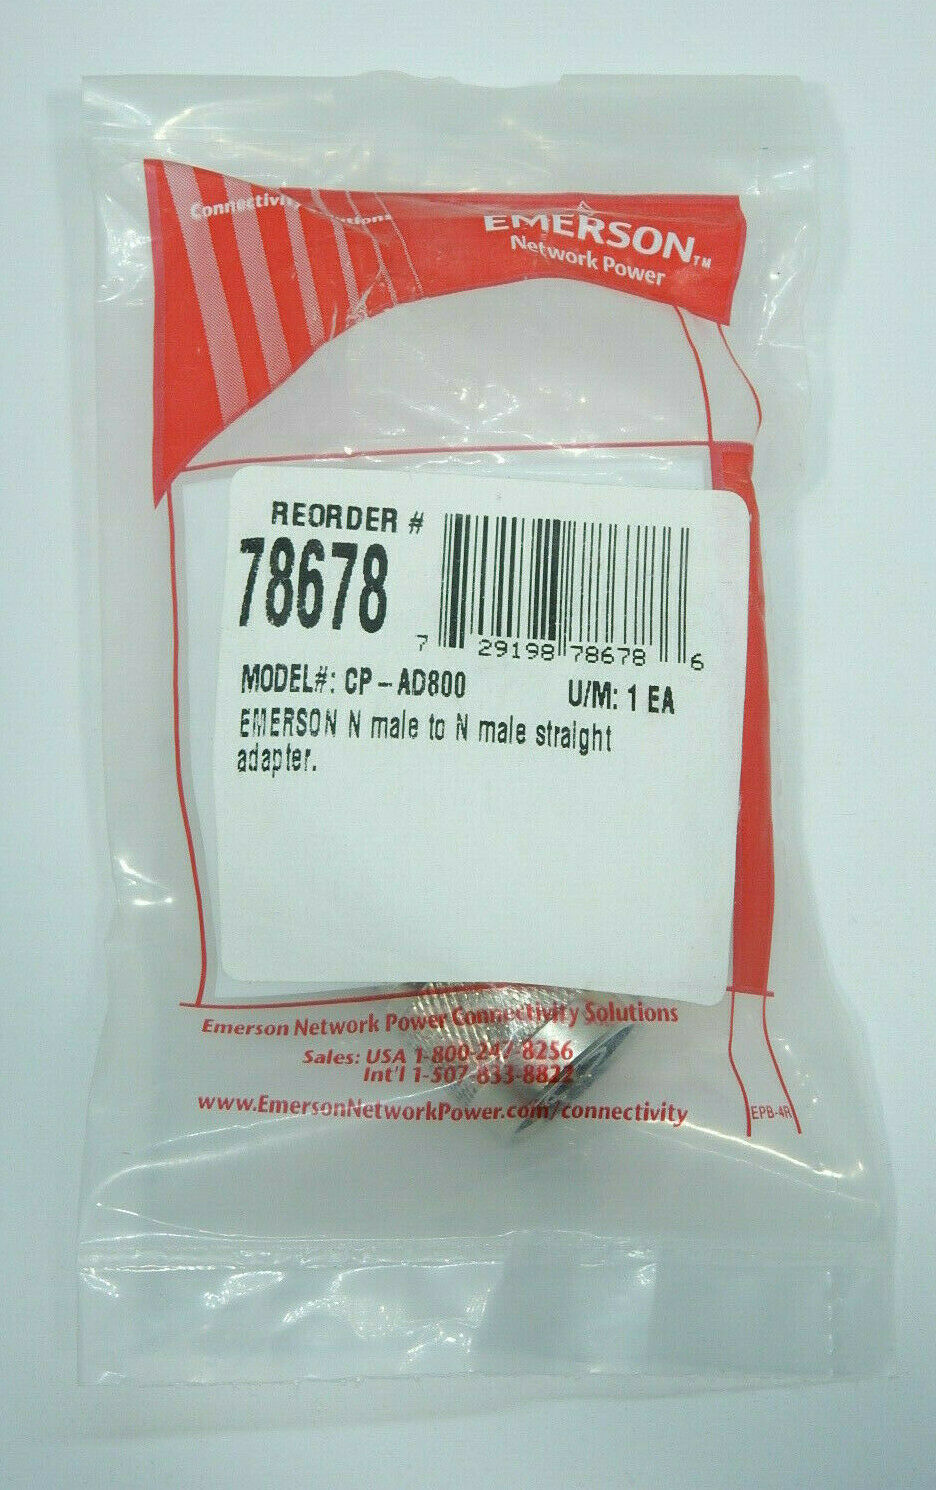 Connectivity Solutions
EMERSON™
Network Power
REORDER #
78678
7 29198 78678 6
MODEL#: CP-AD800
U/M: 1 EA
EMERSON N male to N male straight
adapter.
Emerson Network Power Connectivity Solutions
Sales: USA 1-800-247-8256
Int'l 1-507-833-8822
www.EmersonNetworkPower.com/connectivity
EPB-4R